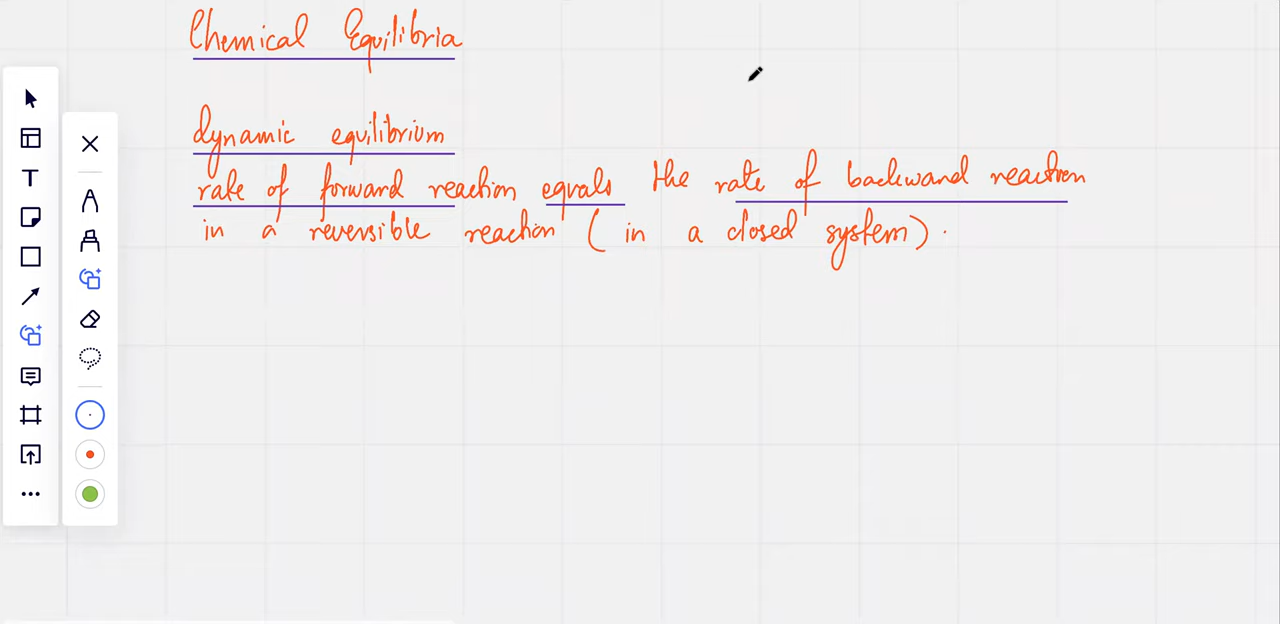 Chemical Equilibria
dynamic equilibrium
rate of forward reaction equals the rate of backward reaction
in a reversible reaction (in a closed system).